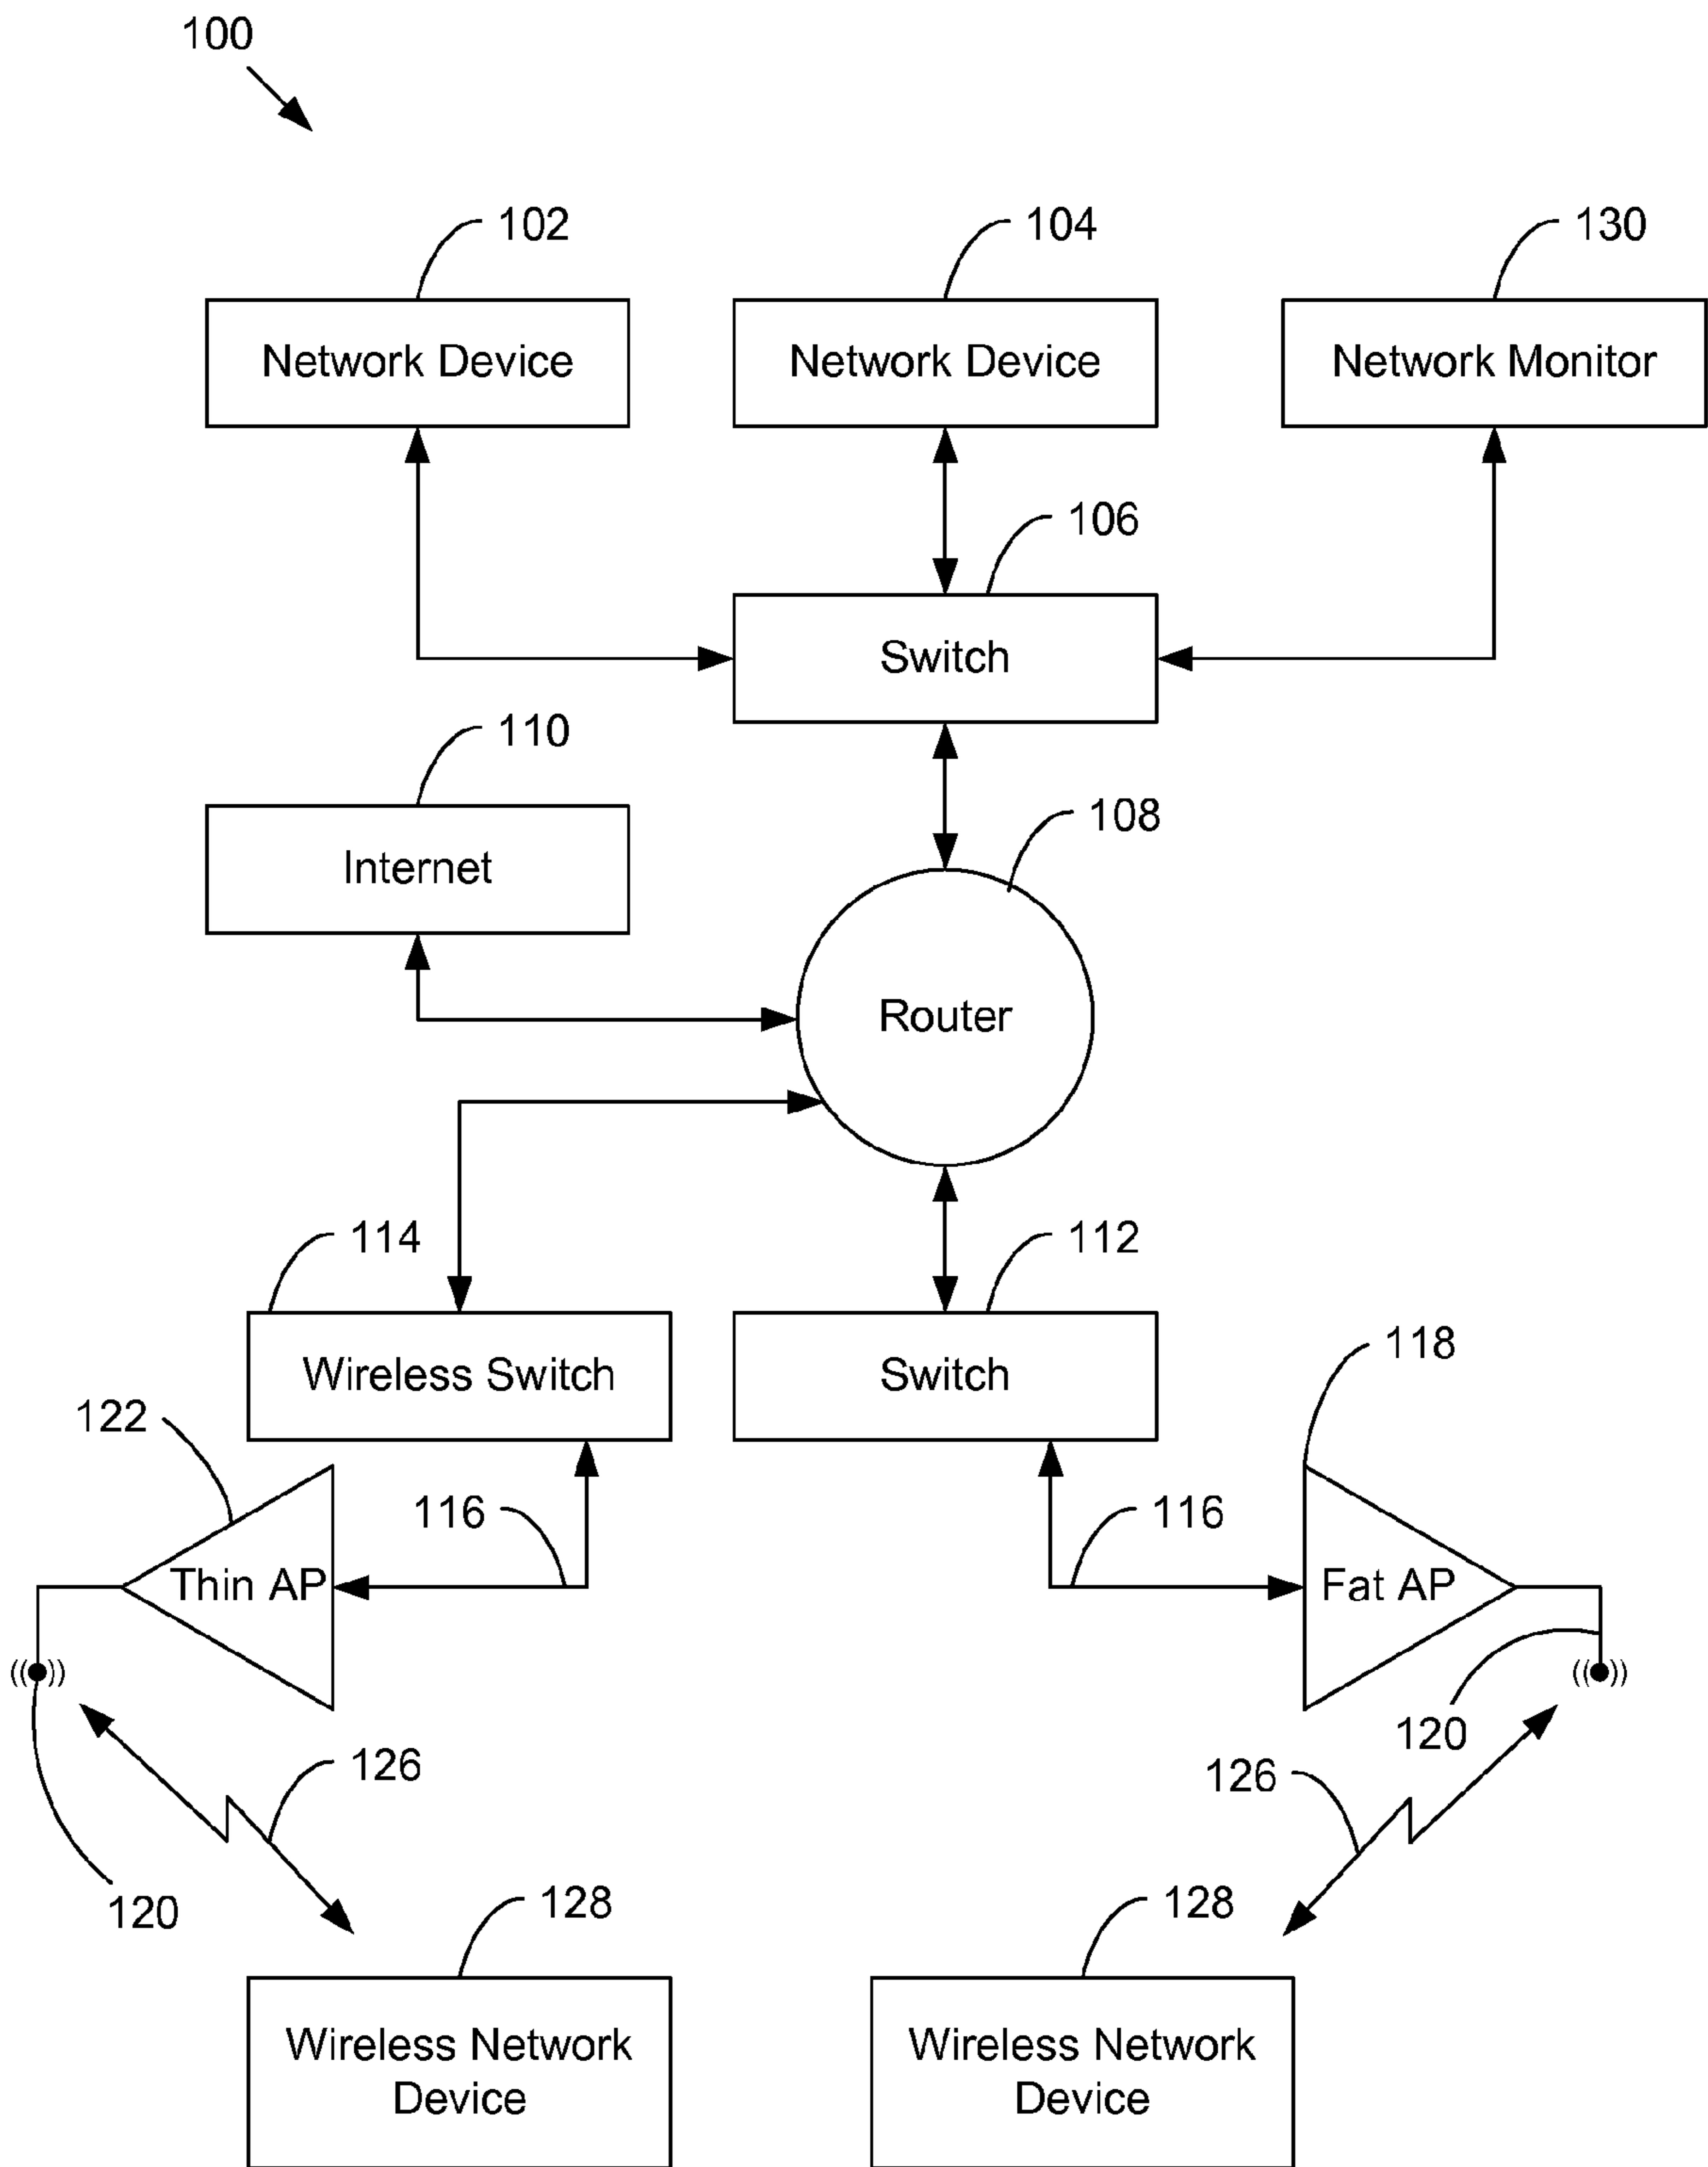 100
102
104
130
Network Device
Network Device
Network Monitor
106
Switch
110
108
Internet
Router
114
112
118
Wireless Switch
Switch
122
116
116
Thin AP
Fat AP
((●))
((●))
120
126
126
120
128
128
Wireless Network
Device
Wireless Network
Device